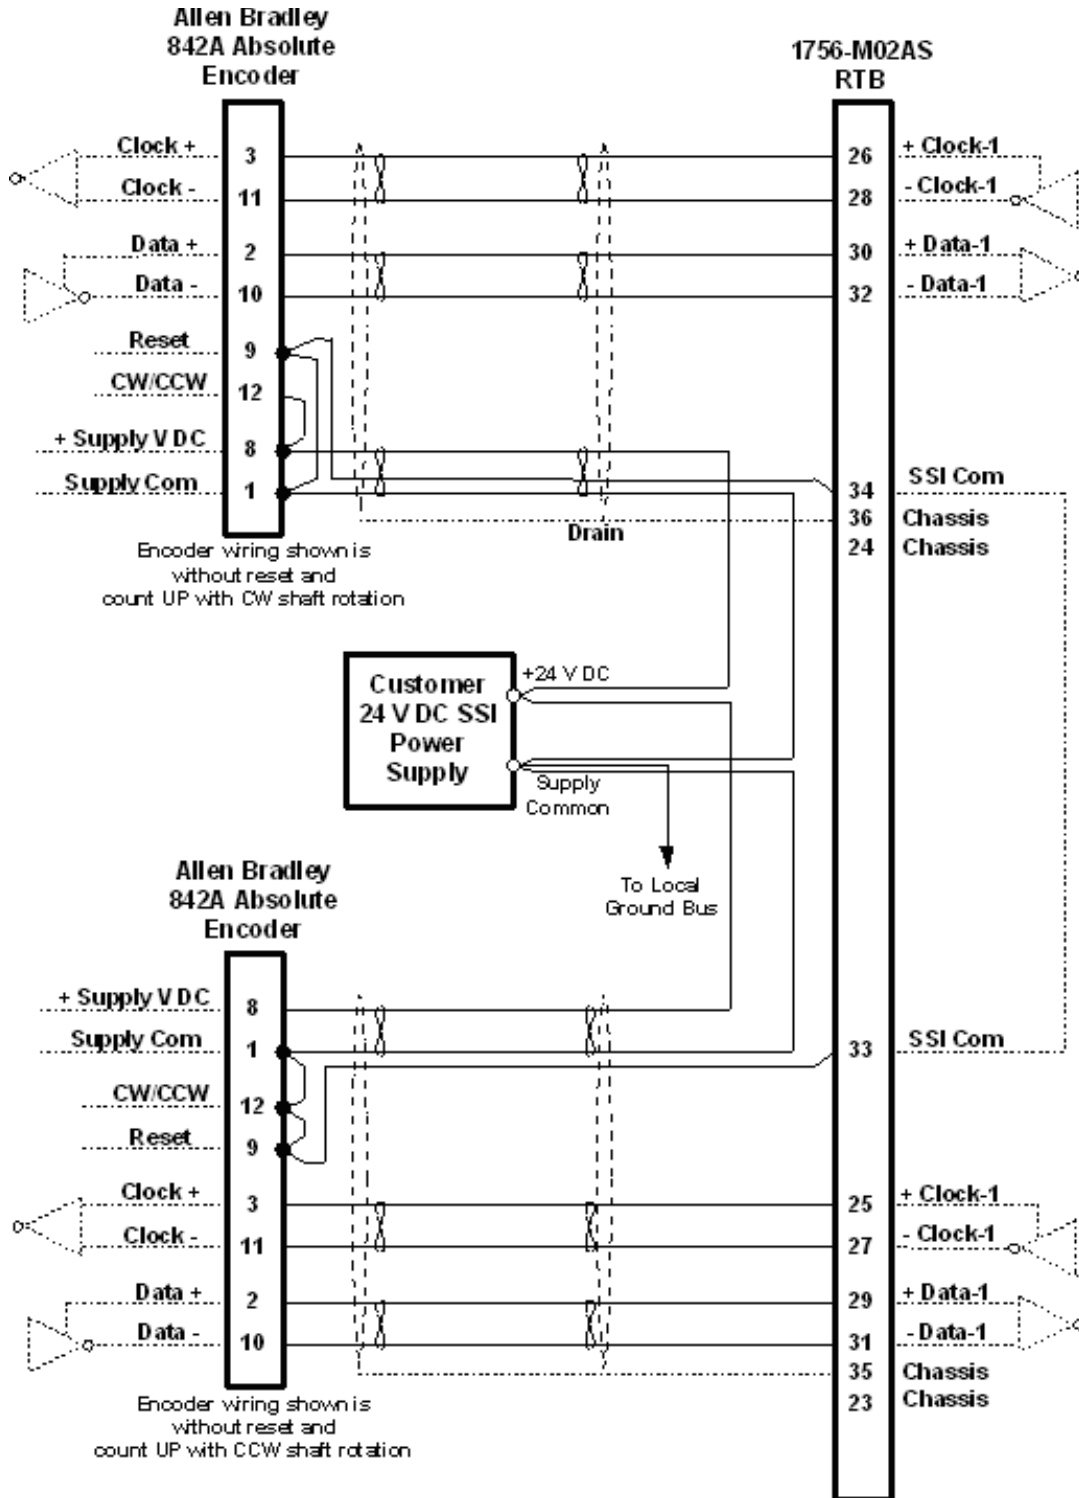 Allen Bradley
842A Absolute
Encoder
1756-M02AS
RTB
Clock + 3 26 + Clock-1
Clock - 11 28 - Clock-1
Data + 2 30 + Data-1
Data - 10 32 - Data-1
Reset 9
CW/CCW 12
+ Supply V DC 8
Supply Com 1 34 SSI Com
36 Chassis
Drain
24 Chassis
Encoder wiring shown is
without reset and
count UP with CW shaft rotation
Customer
24 V DC SSI
Power
Supply
+24 V DC
Supply
Common
To Local
Ground Bus
Allen Bradley
842A Absolute
Encoder
+ Supply V DC 8
Supply Com 1 33 SSI Com
CW/CCW 12
Reset 9
Clock + 3 25 + Clock-1
Clock - 11 27 - Clock-1
Data + 2 29 + Data-1
Data - 10 31 - Data-1
35 Chassis
23 Chassis
Encoder wiring shown is
without reset and
count UP with CCW shaft rotation